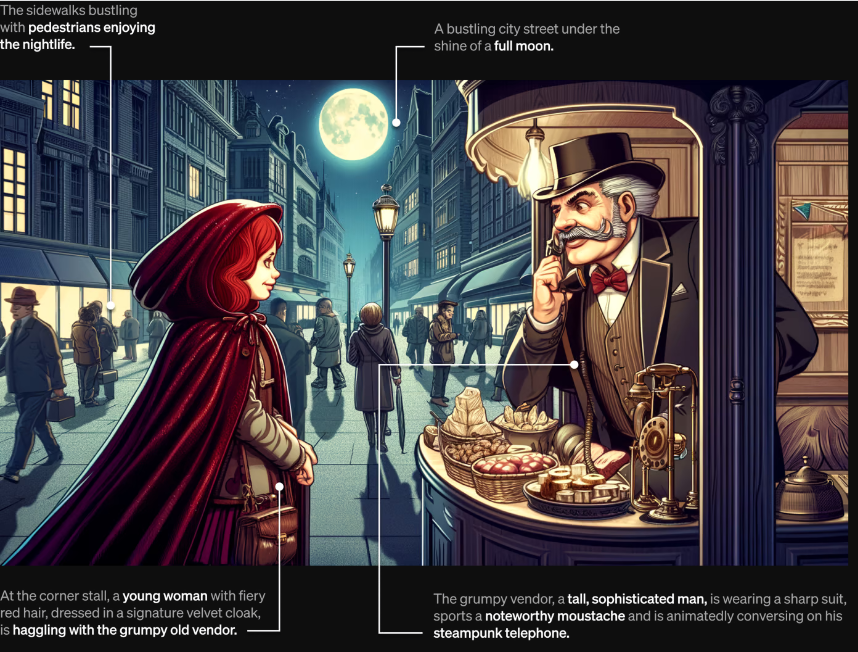 The sidewalks bustling
with pedestrians enjoying
the nightlife.
A bustling city street under the
shine of a full moon.
At the corner stall, a young woman with fiery
red hair, dressed in a signature velvet cloak,
is haggling with the grumpy old vendor.
The grumpy vendor, a tall, sophisticated man, is wearing a sharp suit,
sports a noteworthy moustache and is animatedly conversing on his
steampunk telephone.